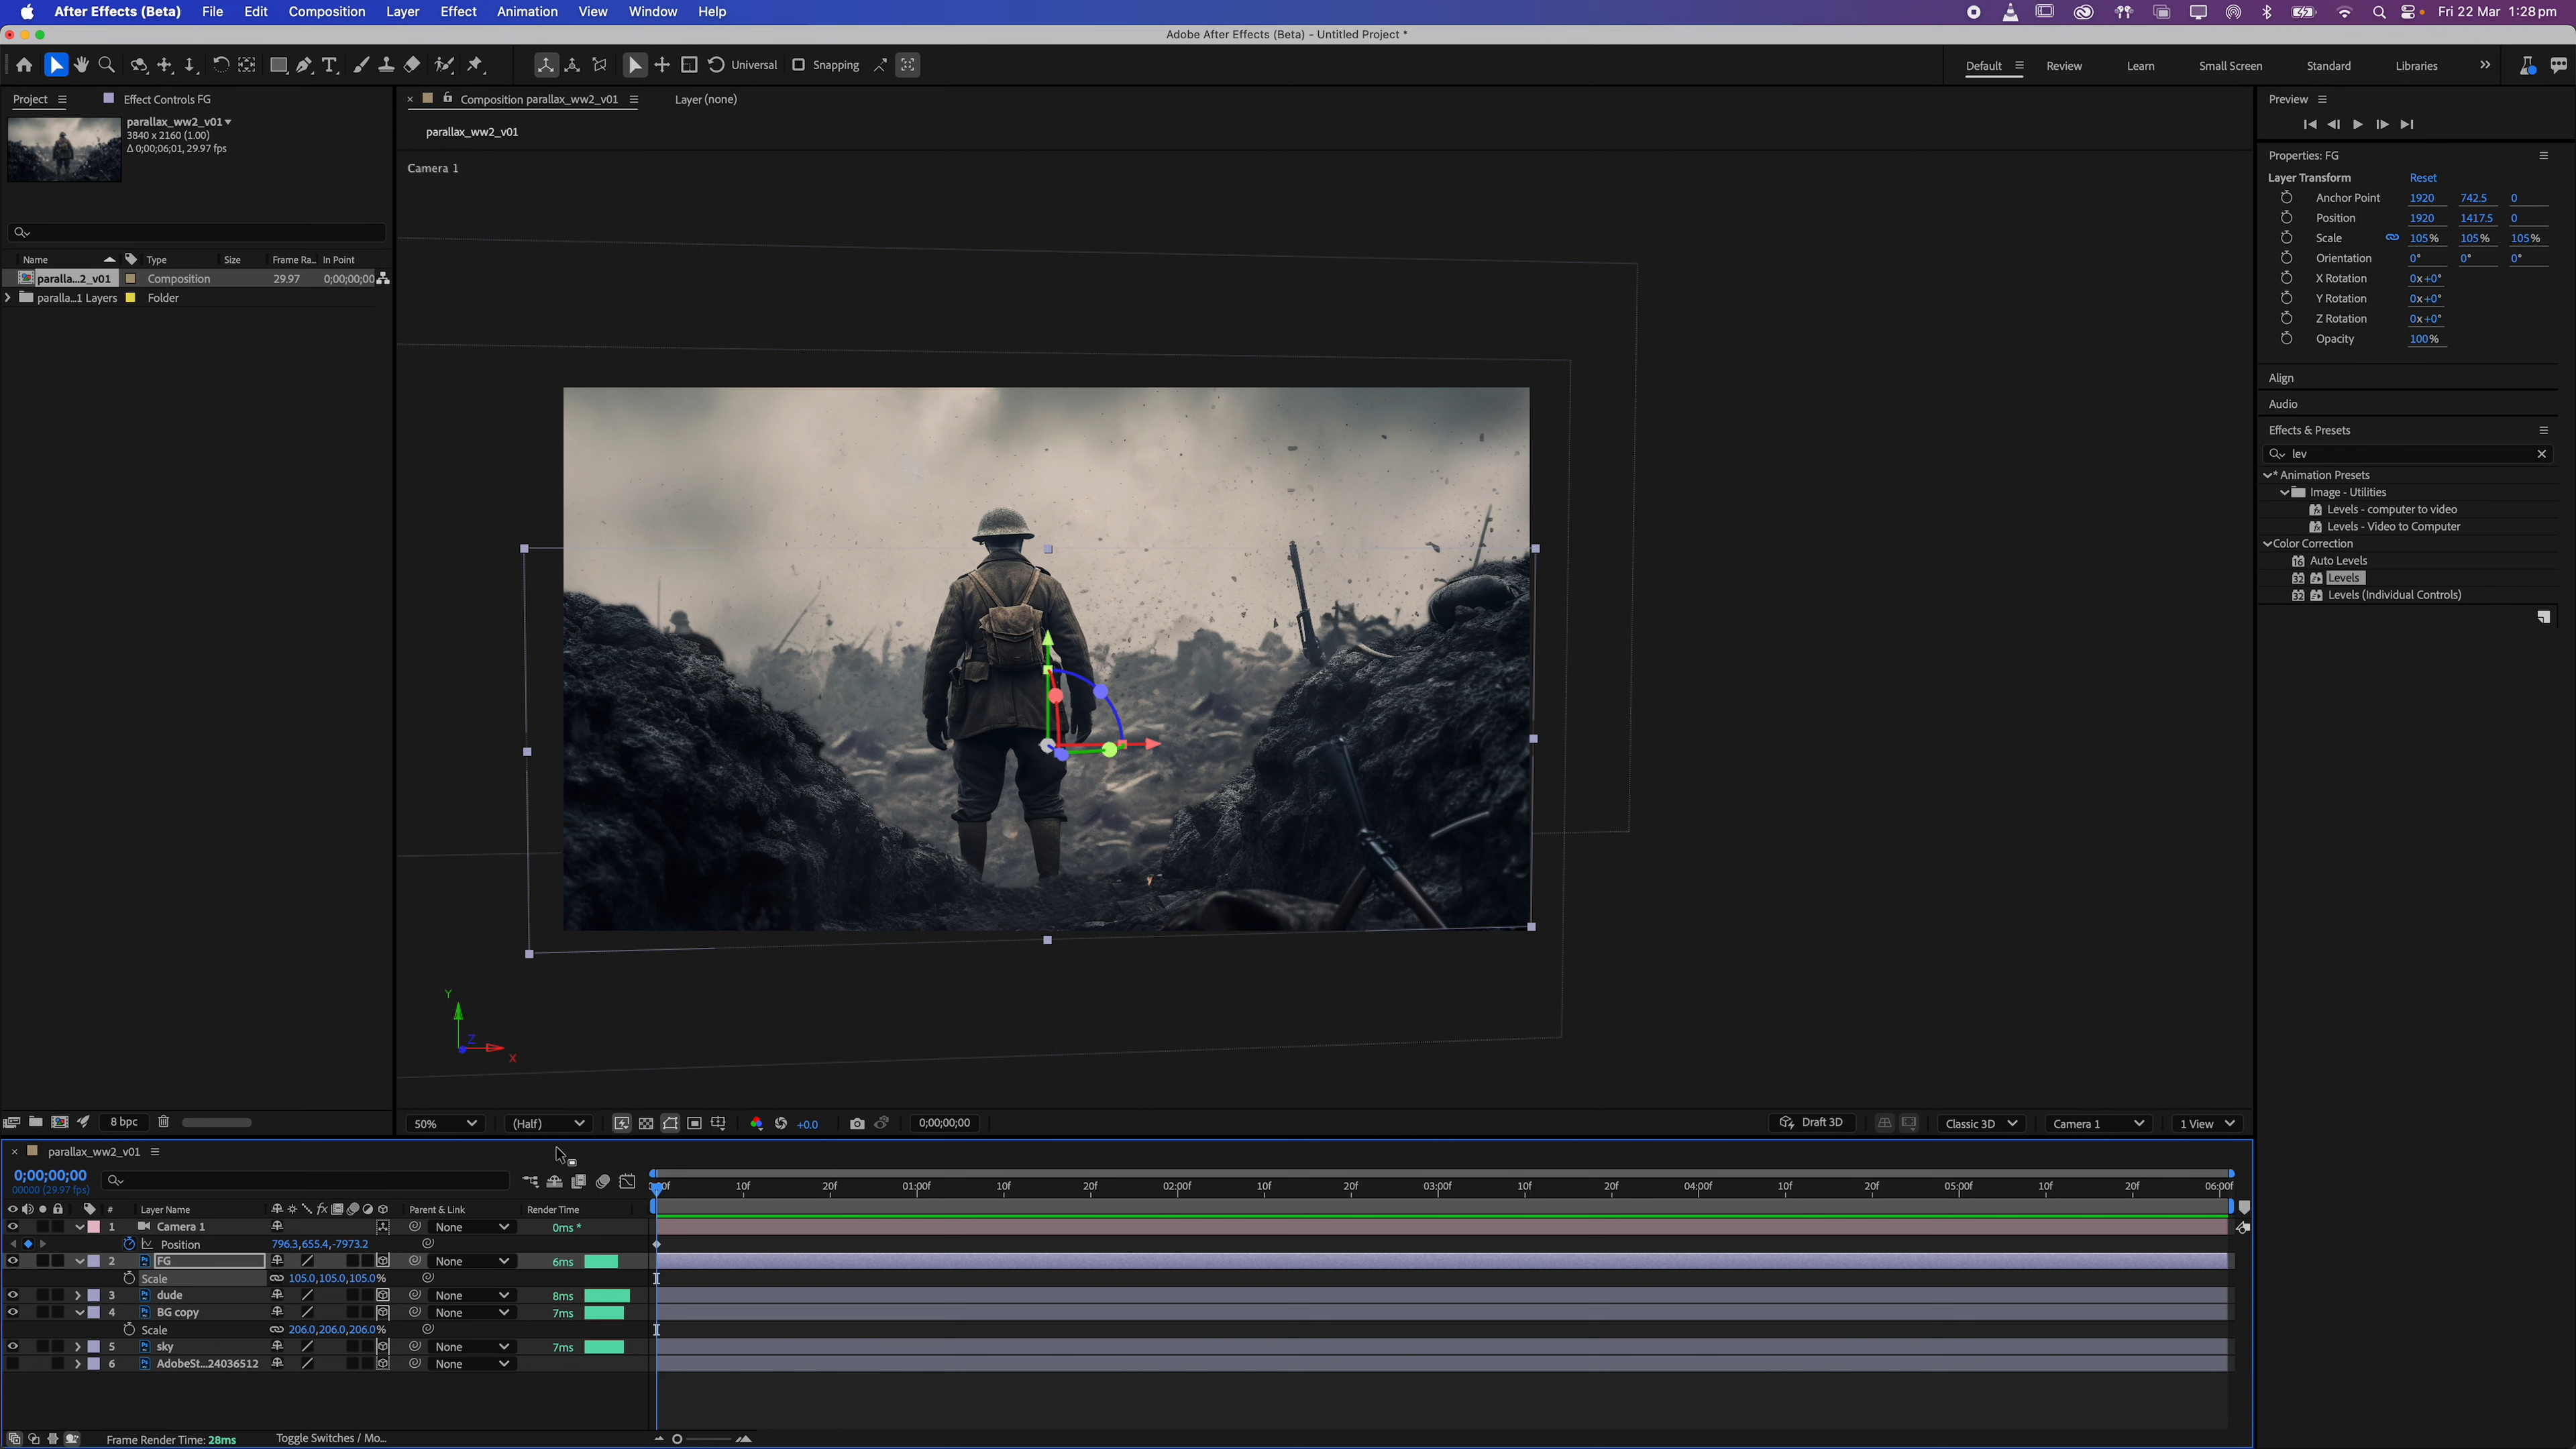 After Effects (Beta) File Edit Composition Layer Effect Animation View Window Help Fri 22 Mar 1:28 pm
Adobe After Effects (Beta) - Untitled Project *
Universal Snapping Default Review Learn Small Screen Standard Libraries
Project Effect Controls FG
parallax_ww2_v01
3840 x 2160 (1.00)
Δ 0;00;06;01, 29.97 fps
Name Type Size Frame Ra... In Point
paralla...2_v01 Composition 29.97 0;00;00;00
paralla...1 Layers Folder
8 bpc
Composition parallax_ww2_v01 Layer (none)
parallax_ww2_v01
Camera 1
Y
Z
X
50% (Half) +0.0 0;00;00;00 Draft 3D Classic 3D Camera 1 1 View
Preview
Properties: FG
Layer Transform Reset
Anchor Point 1920 742.5 0
Position 1920 1417.5 0
Scale 105% 105% 105%
Orientation 0° 0° 0°
X Rotation 0x+0°
Y Rotation 0x+0°
Z Rotation 0x+0°
Opacity 100%
Align
Audio
Effects & Presets
lev
* Animation Presets
Image - Utilities
Levels - computer to video
Levels - Video to Computer
Color Correction
16 Auto Levels
32 Levels
32 Levels (Individual Controls)
parallax_ww2_v01
0;00;00;00
00000 (29.97 fps)
10f 20f 01:00f 10f 20f 02:00f 10f 20f 03:00f 10f 20f 04:00f 10f 20f 05:00f 10f 20f 06:00f
# Layer Name fx Parent & Link Render Time
1 Camera 1 None 0ms *
Position 796.3,655.4,-7973.2
2 FG None 6ms
Scale 105.0,105.0,105.0%
3 dude None 8ms
4 BG copy None 7ms
Scale 206.0,206.0,206.0%
5 sky None 7ms
6 AdobeSt...24036512 None
Frame Render Time: 28ms Toggle Switches / Mo...